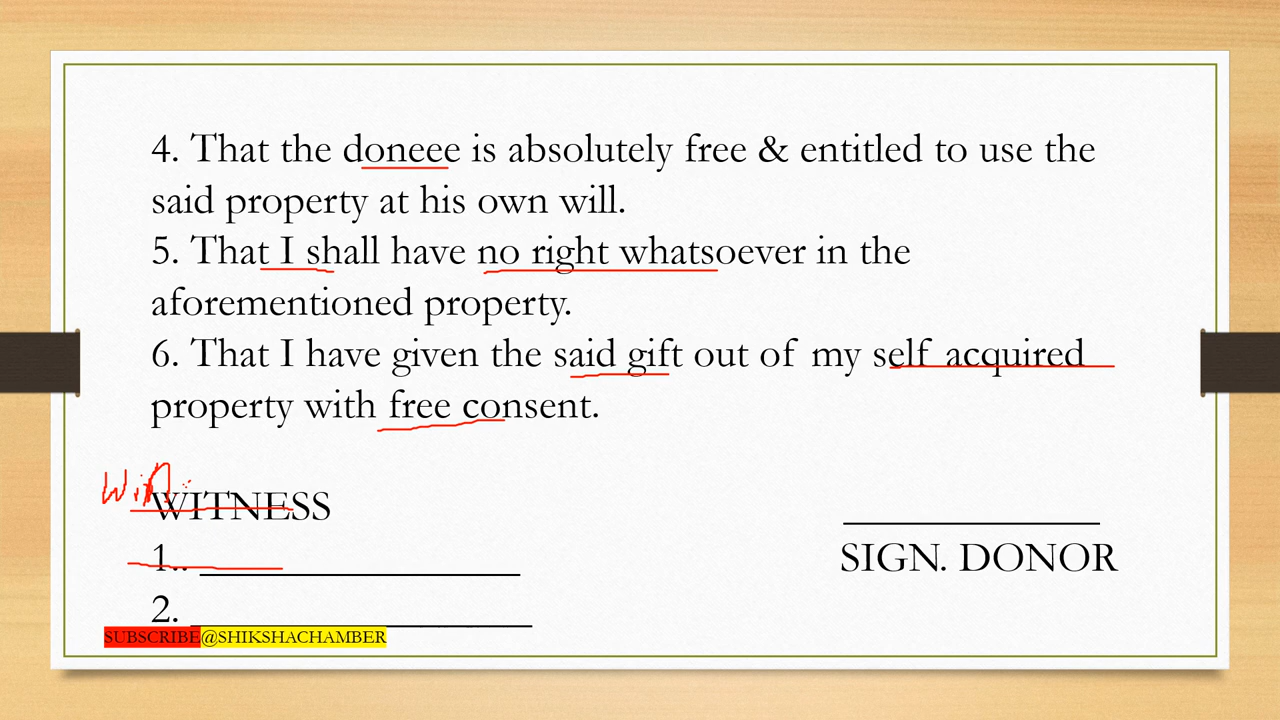 4. That the doneee is absolutely free & entitled to use the
said property at his own will.
5. That I shall have no right whatsoever in the
aforementioned property.
6. That I have given the said gift out of my self acquired
property with free consent.
WITNESS
SIGN. DONOR
1..
2.
SUBSCRIBE@SHIKSHACHAMBER